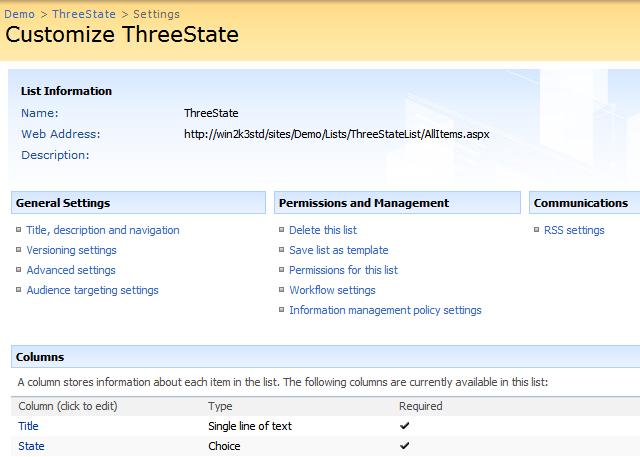 Demo > ThreeState > Settings
Customize ThreeState
List Information
Name: ThreeState
Web Address: http://win2k3std/sites/Demo/Lists/ThreeStateList/AllItems.aspx
Description:
General Settings Permissions and Management Communications
Title, description and navigation Delete this list RSS settings
Versioning settings Save list as template
Advanced settings Permissions for this list
Audience targeting settings Workflow settings
Information management policy settings
Columns
A column stores information about each item in the list. The following columns are currently available in this list:
Column (click to edit) Type Required
Title Single line of text ✔
State Choice ✔